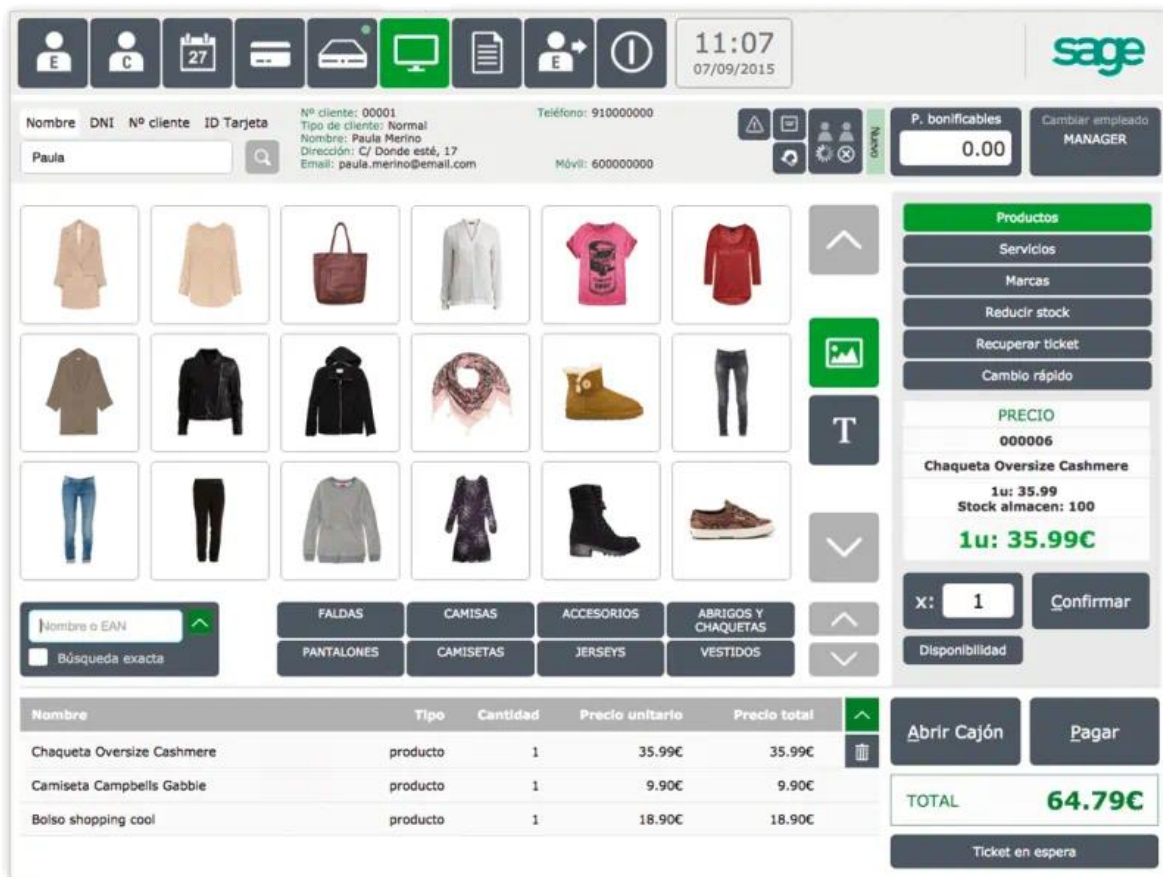 E
C
27
E
11:07
07/09/2015
sage
Nombre DNI Nº cliente ID Tarjeta
Paula
Nº cliente: 00001
Tipo de cliente: Normal
Nombre: Paula Merino
Dirección: C/ Donde esté, 17
Email: paula.merino@email.com
Teléfono: 910000000
Móvil: 600000000
Nuevo
P. bonificables
0.00
Cambiar empleado
MANAGER
Productos
Servicios
Marcas
Reducir stock
Recuperar ticket
Cambio rápido
T
PRECIO
000006
Chaqueta Oversize Cashmere
1u: 35.99
Stock almacen: 100
1u: 35.99€
x: 1
Confirmar
Disponibilidad
Nombre o EAN
Búsqueda exacta
FALDAS CAMISAS ACCESORIOS ABRIGOS Y
CHAQUETAS
PANTALONES CAMISETAS JERSEYS VESTIDOS
Nombre Tipo Cantidad Precio unitario Precio total
Chaqueta Oversize Cashmere producto 1 35.99€ 35.99€
Camiseta Campbells Gabbie producto 1 9.90€ 9.90€
Bolso shopping cool producto 1 18.90€ 18.90€
Abrir Cajón
Pagar
TOTAL 64.79€
Ticket en espera